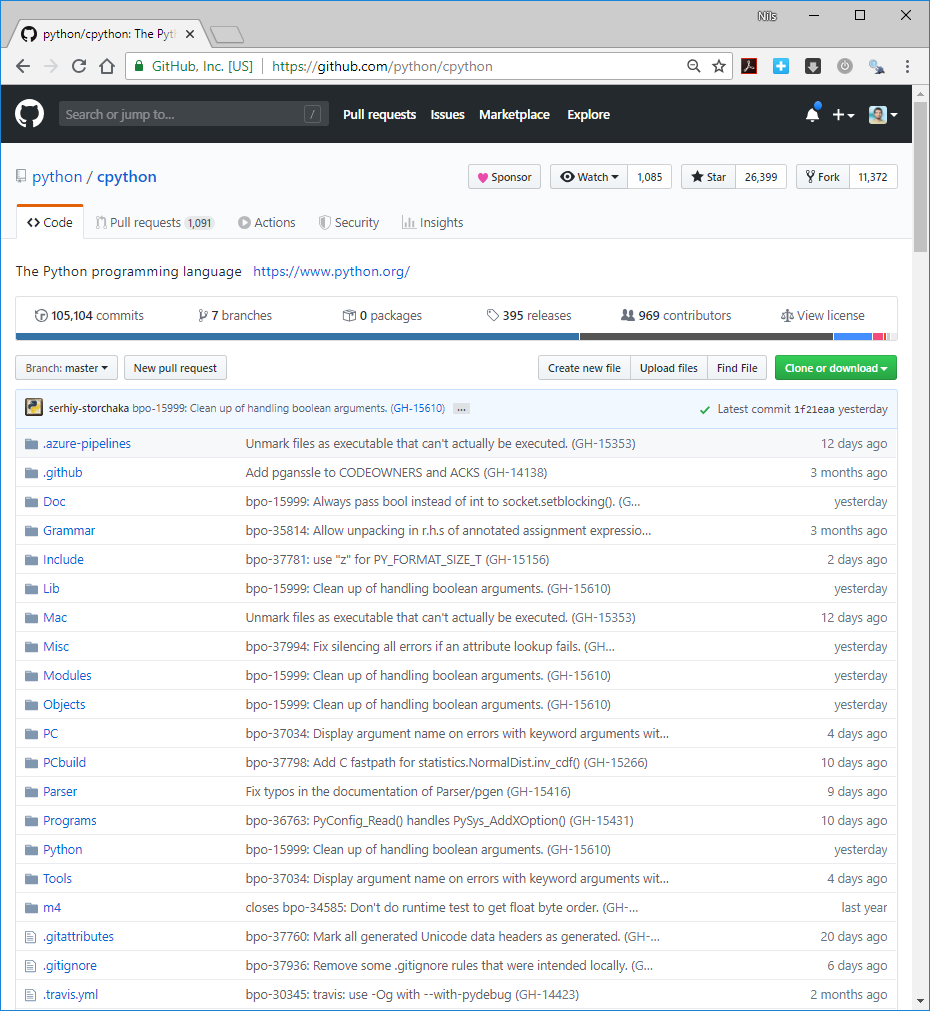 Nils
python/cpython: The Pyt
GitHub, Inc. [US] https://github.com/python/cpython
Search or jump to... / Pull requests Issues Marketplace Explore
python / cpython Sponsor Watch 1,085 Star 26,399 Fork 11,372
Code Pull requests 1,091 Actions Security Insights
The Python programming language https://www.python.org/
105,104 commits 7 branches 0 packages 395 releases 969 contributors View license
Branch: master New pull request Create new file Upload files Find File Clone or download
serhiy-storchaka bpo-15999: Clean up of handling boolean arguments. (GH-15610) ... Latest commit 1f21eaa yesterday
.azure-pipelines Unmark files as executable that can't actually be executed. (GH-15353) 12 days ago
.github Add pganssle to CODEOWNERS and ACKS (GH-14138) 3 months ago
Doc bpo-15999: Always pass bool instead of int to socket.setblocking(). (G... yesterday
Grammar bpo-35814: Allow unpacking in r.h.s of annotated assignment expressio... 3 months ago
Include bpo-37781: use "z" for PY_FORMAT_SIZE_T (GH-15156) 2 days ago
Lib bpo-15999: Clean up of handling boolean arguments. (GH-15610) yesterday
Mac Unmark files as executable that can't actually be executed. (GH-15353) 12 days ago
Misc bpo-37994: Fix silencing all errors if an attribute lookup fails. (GH... yesterday
Modules bpo-15999: Clean up of handling boolean arguments. (GH-15610) yesterday
Objects bpo-15999: Clean up of handling boolean arguments. (GH-15610) yesterday
PC bpo-37034: Display argument name on errors with keyword arguments wit... 4 days ago
PCbuild bpo-37798: Add C fastpath for statistics.NormalDist.inv_cdf() (GH-15266) 10 days ago
Parser Fix typos in the documentation of Parser/pgen (GH-15416) 9 days ago
Programs bpo-36763: PyConfig_Read() handles PySys_AddXOption() (GH-15431) 10 days ago
Python bpo-15999: Clean up of handling boolean arguments. (GH-15610) yesterday
Tools bpo-37034: Display argument name on errors with keyword arguments wit... 4 days ago
m4 closes bpo-34585: Don't do runtime test to get float byte order. (GH-... last year
.gitattributes bpo-37760: Mark all generated Unicode data headers as generated. (GH-... 20 days ago
.gitignore bpo-37936: Remove some .gitignore rules that were intended locally. (G... 6 days ago
.travis.yml bpo-30345: travis: use -Og with --with-pydebug (GH-14423) 2 months ago